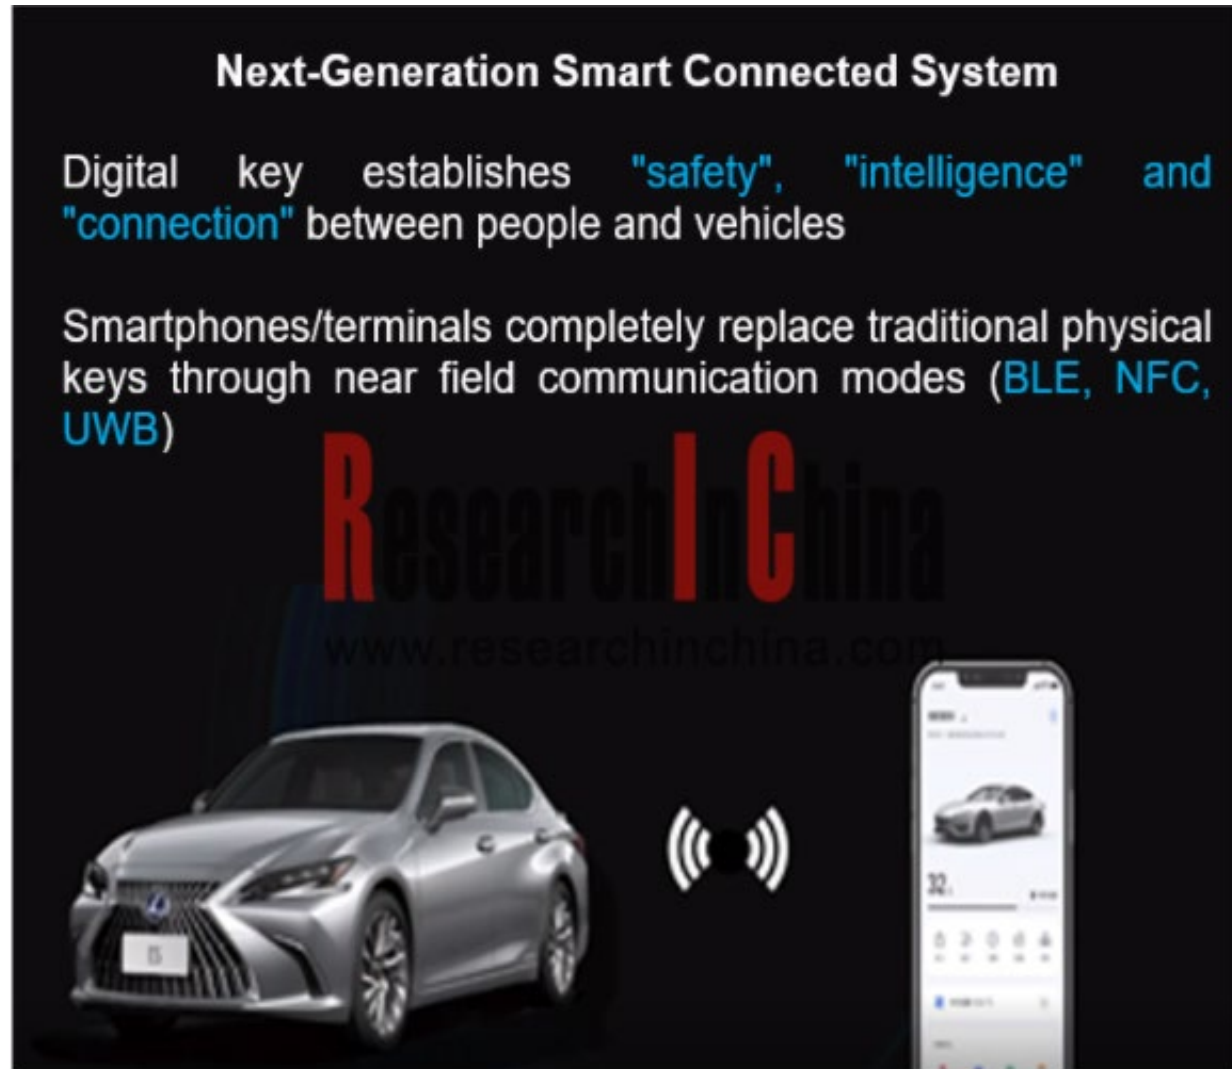 Next-Generation Smart Connected System
Digital key establishes "safety", "intelligence" and
"connection" between people and vehicles
Smartphones/terminals completely replace traditional physical
keys through near field communication modes (BLE, NFC,
UWB)
ResearchInChina
www.researchinchina.com
ES
32